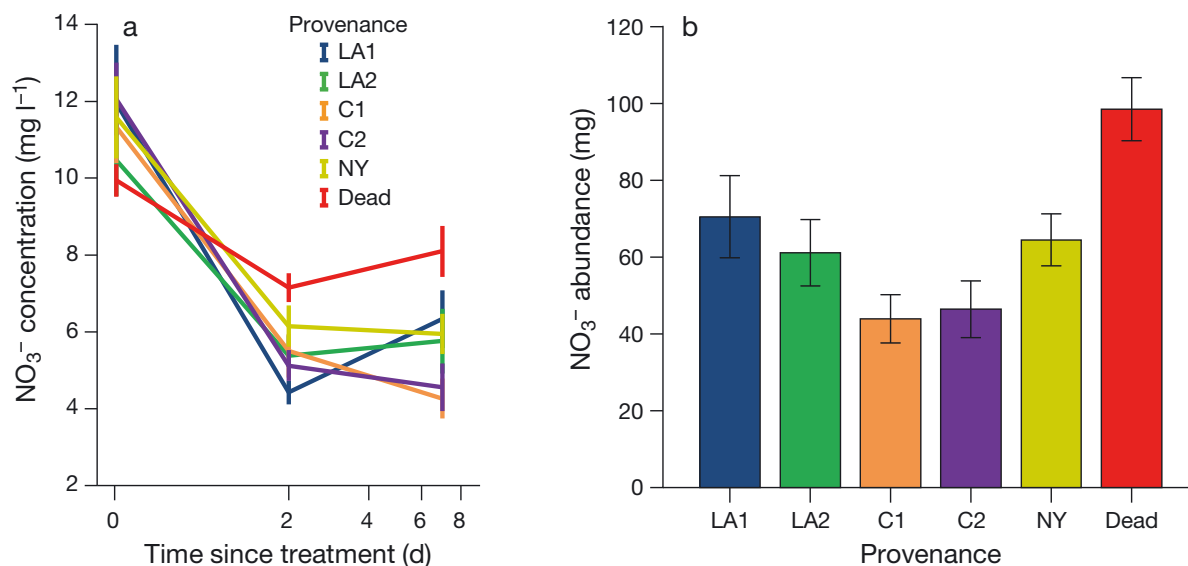 a
Provenance
LA1
LA2
C1
C2
NY
Dead
NO₃⁻ concentration (mg l⁻¹)
14
12
10
8
6
4
2
0 2 4 6 8
Time since treatment (d)
b
NO₃⁻ abundance (mg)
120
100
80
60
40
20
0
LA1 LA2 C1 C2 NY Dead
Provenance